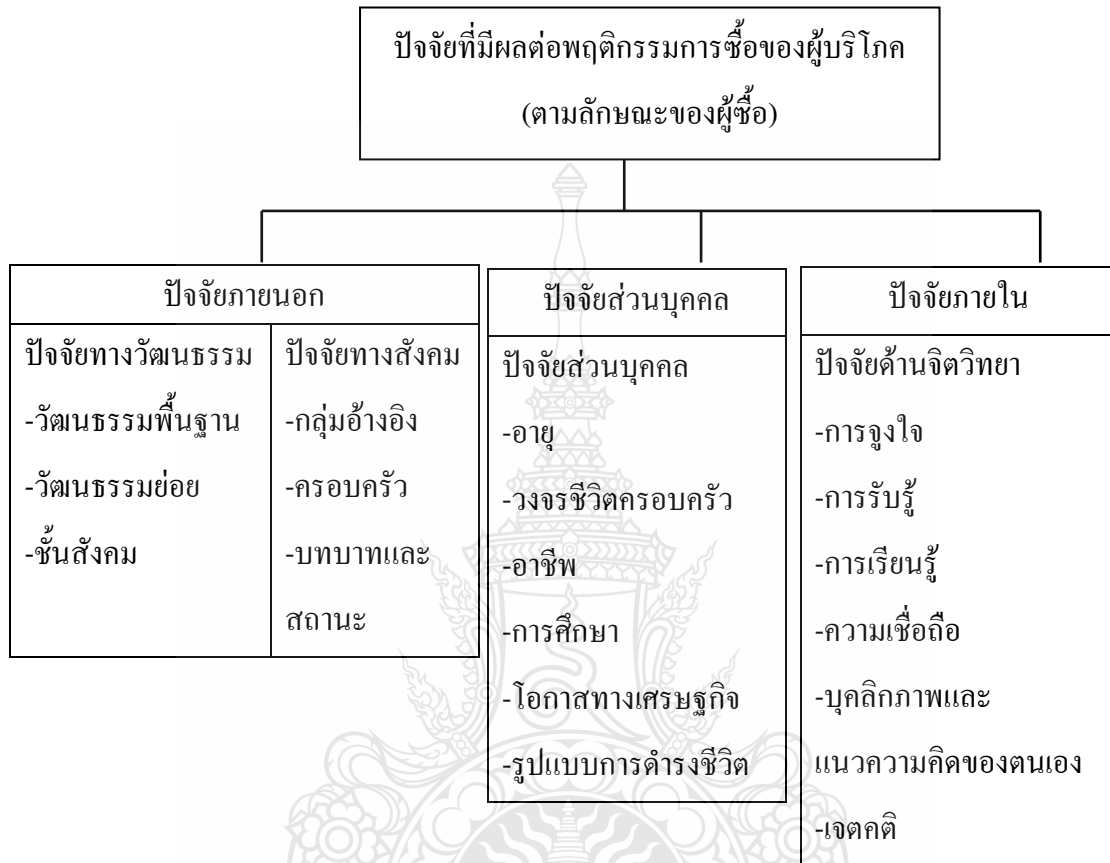 ปัจจัยที่มีผลต่อพฤติกรรมการซื้อของผู้บริโภค
(ตามลักษณะของผู้ซื้อ)
ปัจจัยภายนอก
ปัจจัยทางวัฒนธรรม
-วัฒนธรรมพื้นฐาน
-วัฒนธรรมย่อย
-ชั้นสังคม
ปัจจัยทางสังคม
-กลุ่มอ้างอิง
-ครอบครัว
-บทบาทและ
สถานะ
ปัจจัยส่วนบุคคล
ปัจจัยส่วนบุคคล
-อายุ
-วงจรชีวิตครอบครัว
-อาชีพ
-การศึกษา
-โอกาสทางเศรษฐกิจ
-รูปแบบการดำรงชีวิต
ปัจจัยภายใน
ปัจจัยด้านจิตวิทยา
-การจูงใจ
-การรับรู้
-การเรียนรู้
-ความเชื่อถือ
-บุคลิกภาพและ
แนวความคิดของตนเอง
-เจตคติ